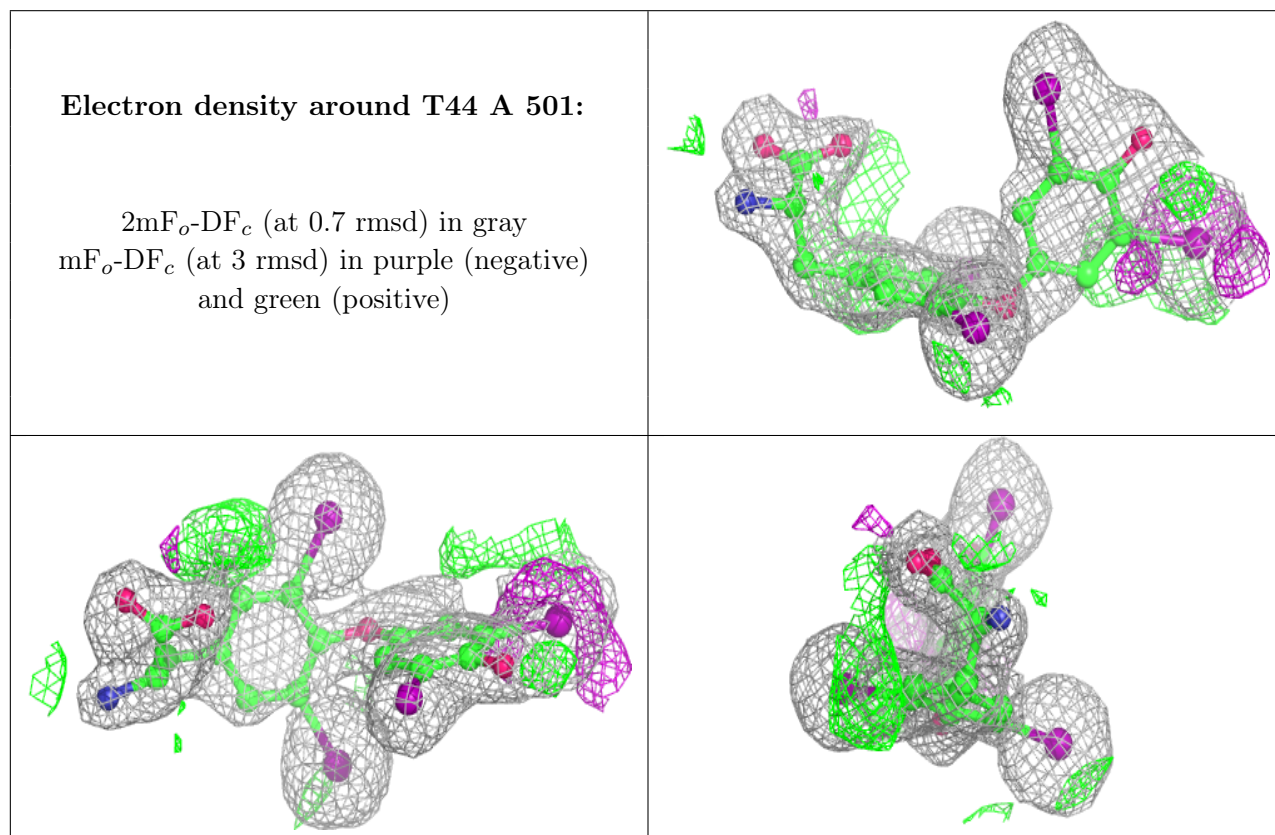 Electron density around T44 A 501:
2mFo-DFc (at 0.7 rmsd) in gray
mFo-DFc (at 3 rmsd) in purple (negative)
and green (positive)